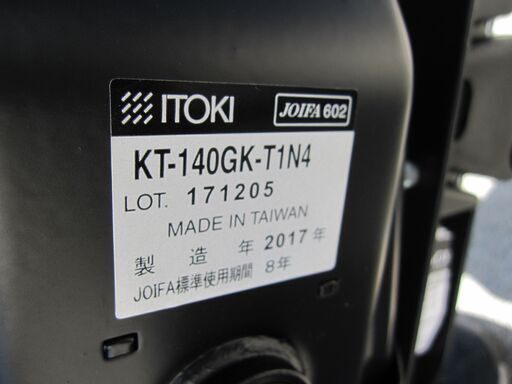 ITOKI JOIFA 602
KT-140GK-T1N4
LOT. 171205
MADE IN TAIWAN
製造年 2017年
JOIFA標準使用期間 8年